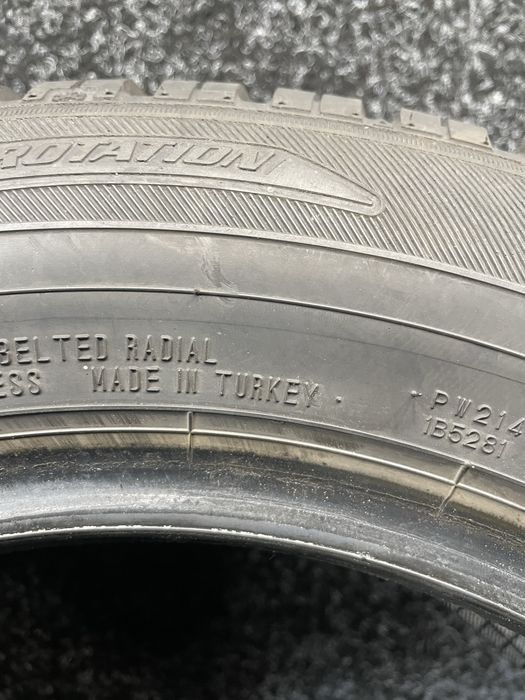 ROTATION
BELTED RADIAL
ESS MADE IN TURKEY
PW214
1B5281